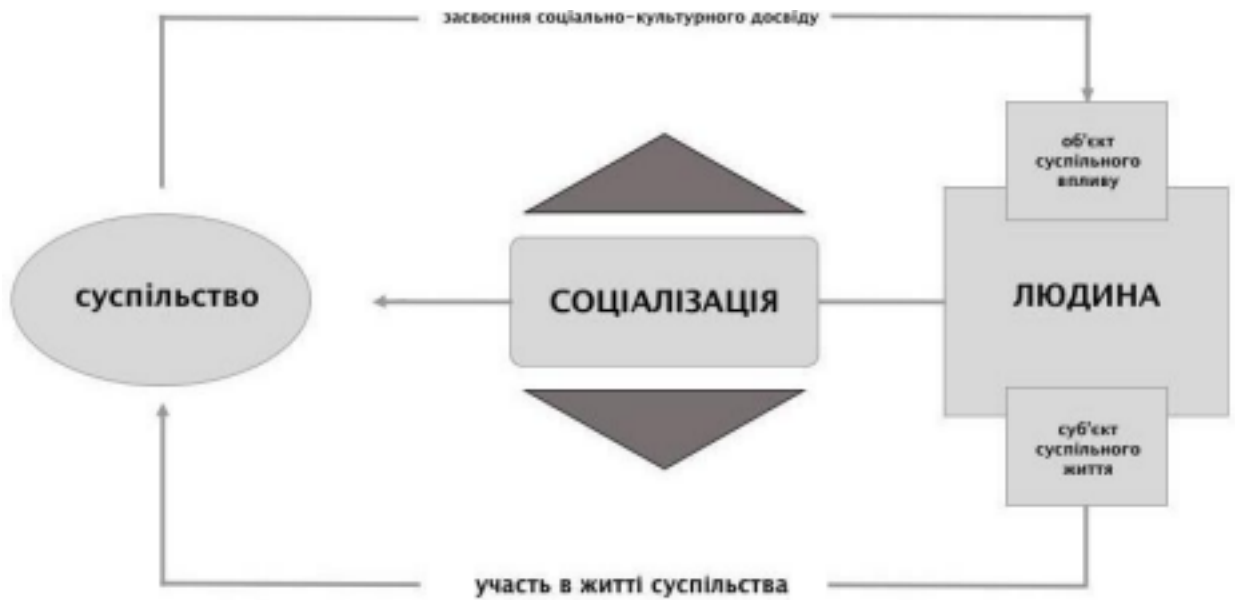 засвоєння соціально-культурного досвіду
об'єкт
суспільного
впливу
суспільство
СОЦІАЛІЗАЦІЯ
ЛЮДИНА
суб'єкт
суспільного
життя
участь в житті суспільства